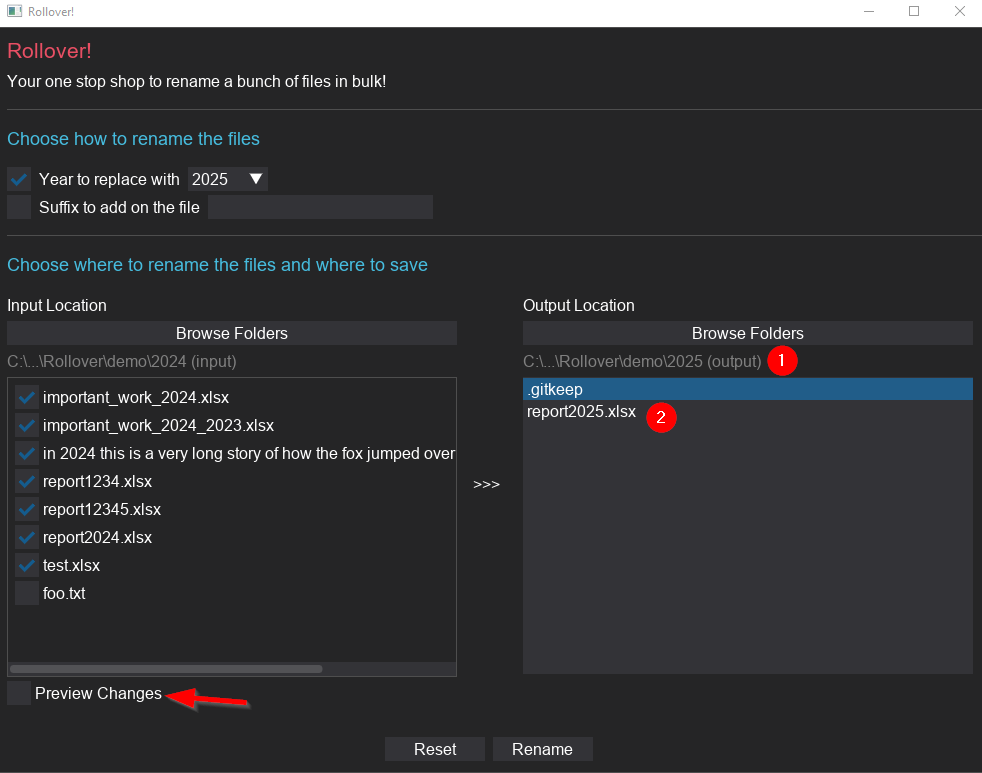 Rollover!
Rollover!
Your one stop shop to rename a bunch of files in bulk!
Choose how to rename the files
Year to replace with 2025
Suffix to add on the file
Choose where to rename the files and where to save
Input Location
Browse Folders
C:\...\Rollover\demo\2024 (input)
important_work_2024.xlsx
important_work_2024_2023.xlsx
in 2024 this is a very long story of how the fox jumped over
report1234.xlsx
report12345.xlsx
report2024.xlsx
test.xlsx
foo.txt
Preview Changes
>>>
Output Location
Browse Folders
C:\...\Rollover\demo\2025 (output) 1
.gitkeep
report2025.xlsx 2
Reset Rename